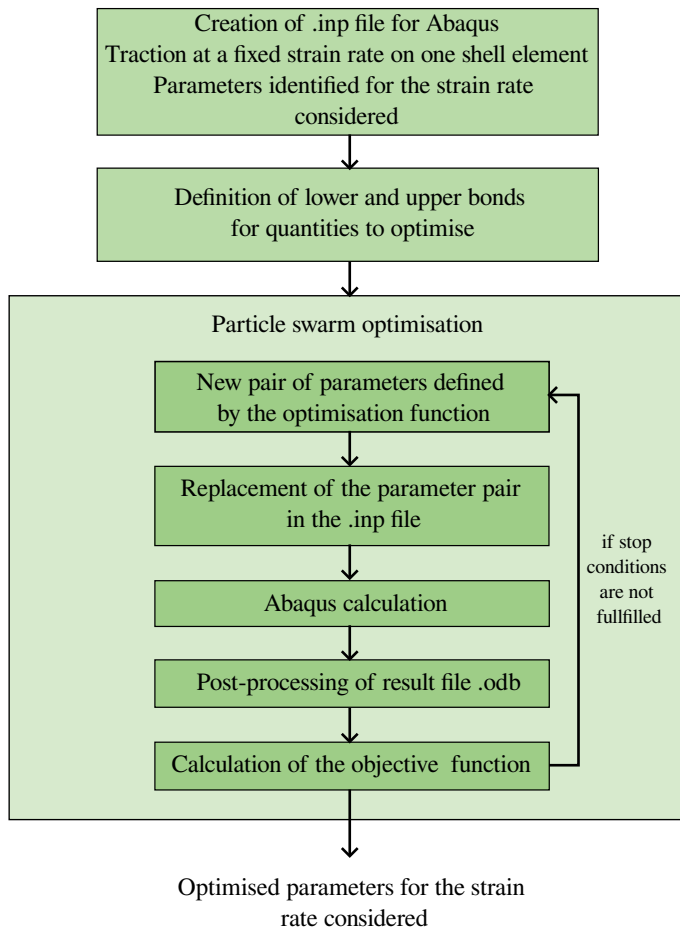 Creation of .inp file for Abaqus
Traction at a fixed strain rate on one shell element
Parameters identified for the strain rate
considered
Definition of lower and upper bonds
for quantities to optimise
Particle swarm optimisation
New pair of parameters defined
by the optimisation function
Replacement of the parameter pair
in the .inp file
Abaqus calculation
Post-processing of result file .odb
Calculation of the objective function
if stop
conditions
are not
fullfilled
Optimised parameters for the strain
rate considered